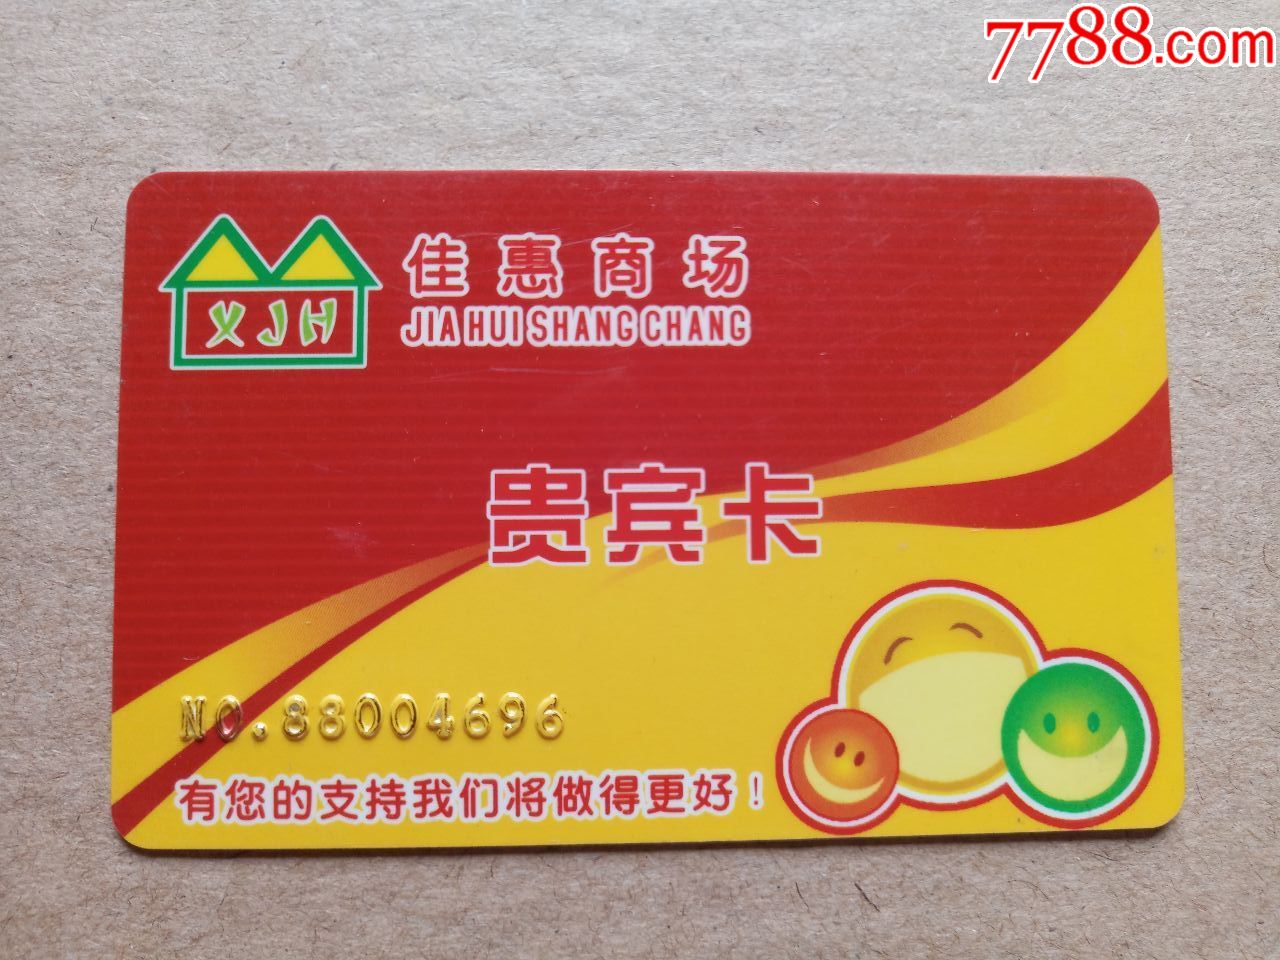 7788.com
佳惠商场
JIA HUI SHANG CHANG
XJH
贵宾卡
NO.88004696
有您的支持我们将做得更好！